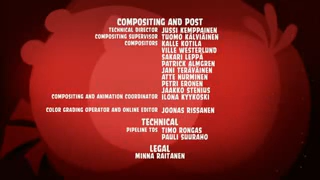 COMPOSITING AND POST
TECHNICAL DIRECTOR JUSSI KEMPPAINEN
COMPOSITING SUPERVISOR TUOMO KÄLVIÄINEN
COMPOSITORS KALLE KOTILA
VILLE WESTERLUND
SAKARI LEPPÄ
PATRICK ALMGREN
JANI TERÄVÄINEN
ATTE NURMINEN
PETRI ERONEN
JAAKKO STENIUS
COMPOSITING AND ANIMATION COORDINATOR ILONA KYYKOSKI
COLOR GRADING OPERATOR AND ONLINE EDITOR JOONAS RISSANEN
TECHNICAL
PIPELINE TDS TIMO RONGAS
PAULI SUURAHO
LEGAL
MINNA RAITANEN